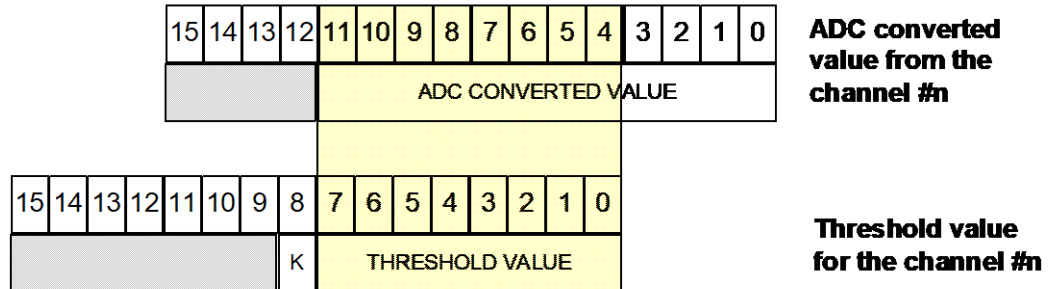 15 14 13 12 11 10 9 8 7 6 5 4 3 2 1 0
ADC converted
value from the
channel #n
ADC CONVERTED VALUE
15 14 13 12 11 10 9 8 7 6 5 4 3 2 1 0
K
THRESHOLD VALUE
Threshold value
for the channel #n